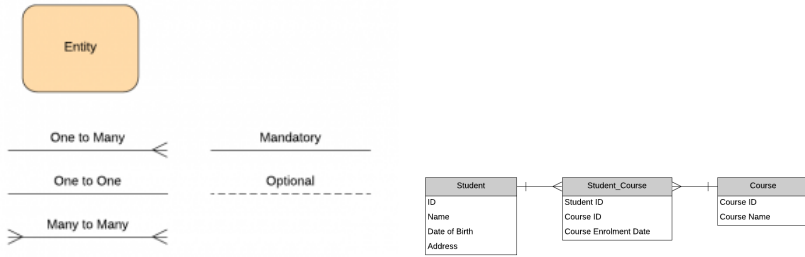 Entity
One to Many
Mandatory
One to One
Optional
Many to Many
Student
ID
Name
Date of Birth
Address
Student_Course
Student ID
Course ID
Course Enrolment Date
Course
Course ID
Course Name